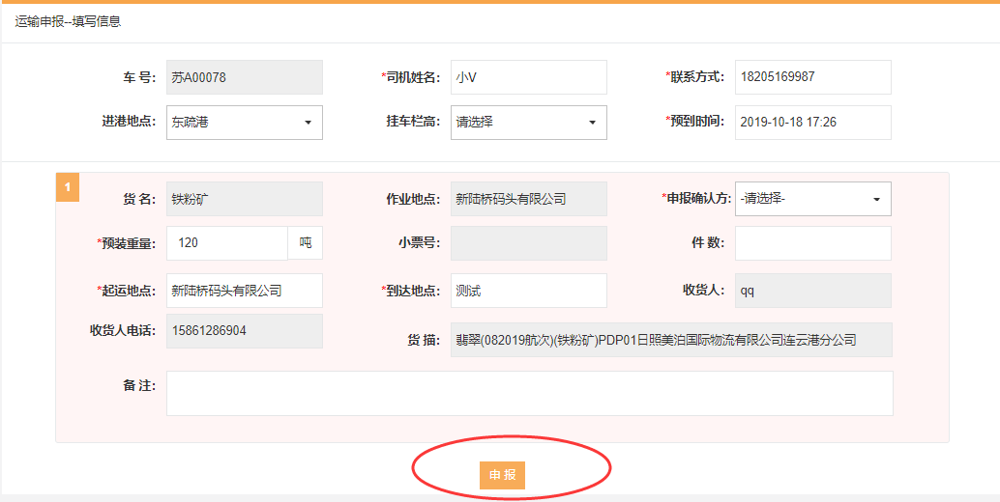 运输申报--填写信息
车 号: 苏A00078 *司机姓名: 小V *联系方式: 18205169987
进港地点: 东疏港 挂车栏高: 请选择 *预到时间: 2019-10-18 17:26
1
货 名: 铁粉矿 作业地点: 新陆桥码头有限公司 *申报确认方: -请选择-
*预装重量: 120 吨 小票号: 件 数:
*起运地点: 新陆桥码头有限公司 *到达地点: 测试 收货人: qq
收货人电话: 15861286904
货 描: 翡翠(082019航次)(铁粉矿)PDP01日照美泊国际物流有限公司连云港分公司
备 注:
申 报